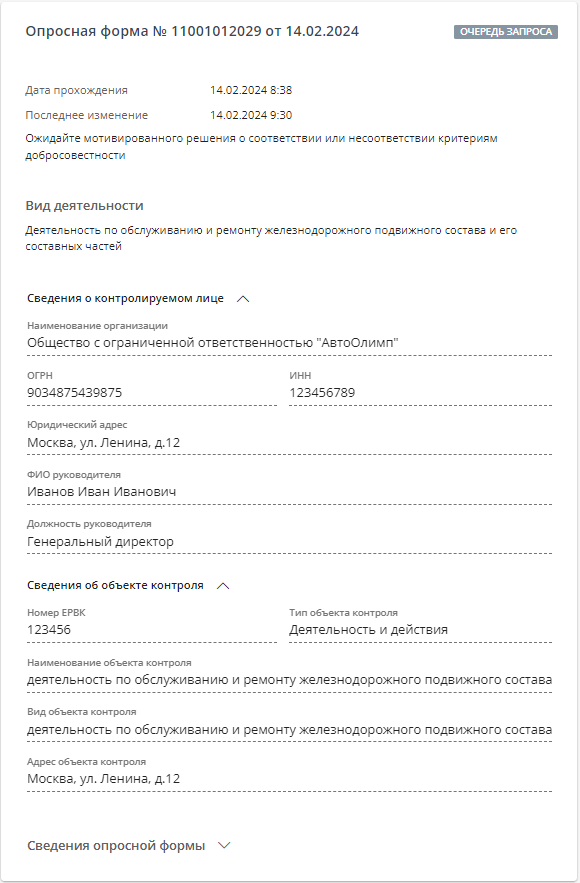 Опросная форма № 11001012029 от 14.02.2024
ОЧЕРЕДЬ ЗАПРОСА
Дата прохождения 14.02.2024 8:38
Последнее изменение 14.02.2024 9:30
Ожидайте мотивированного решения о соответствии или несоответствии критериям
добросовестности
Вид деятельности
Деятельность по обслуживанию и ремонту железнодорожного подвижного состава и его
составных частей
Сведения о контролируемом лице
Наименование организации
Общество с ограниченной ответственностью "АвтоОлимп"
ОГРН ИНН
9034875439875 123456789
Юридический адрес
Москва, ул. Ленина, д.12
ФИО руководителя
Иванов Иван Иванович
Должность руководителя
Генеральный директор
Сведения об объекте контроля
Номер ЕРВК Тип объекта контроля
123456 Деятельность и действия
Наименование объекта контроля
деятельность по обслуживанию и ремонту железнодорожного подвижного состава
Вид объекта контроля
деятельность по обслуживанию и ремонту железнодорожного подвижного состава
Адрес объекта контроля
Москва, ул. Ленина, д.12
Сведения опросной формы